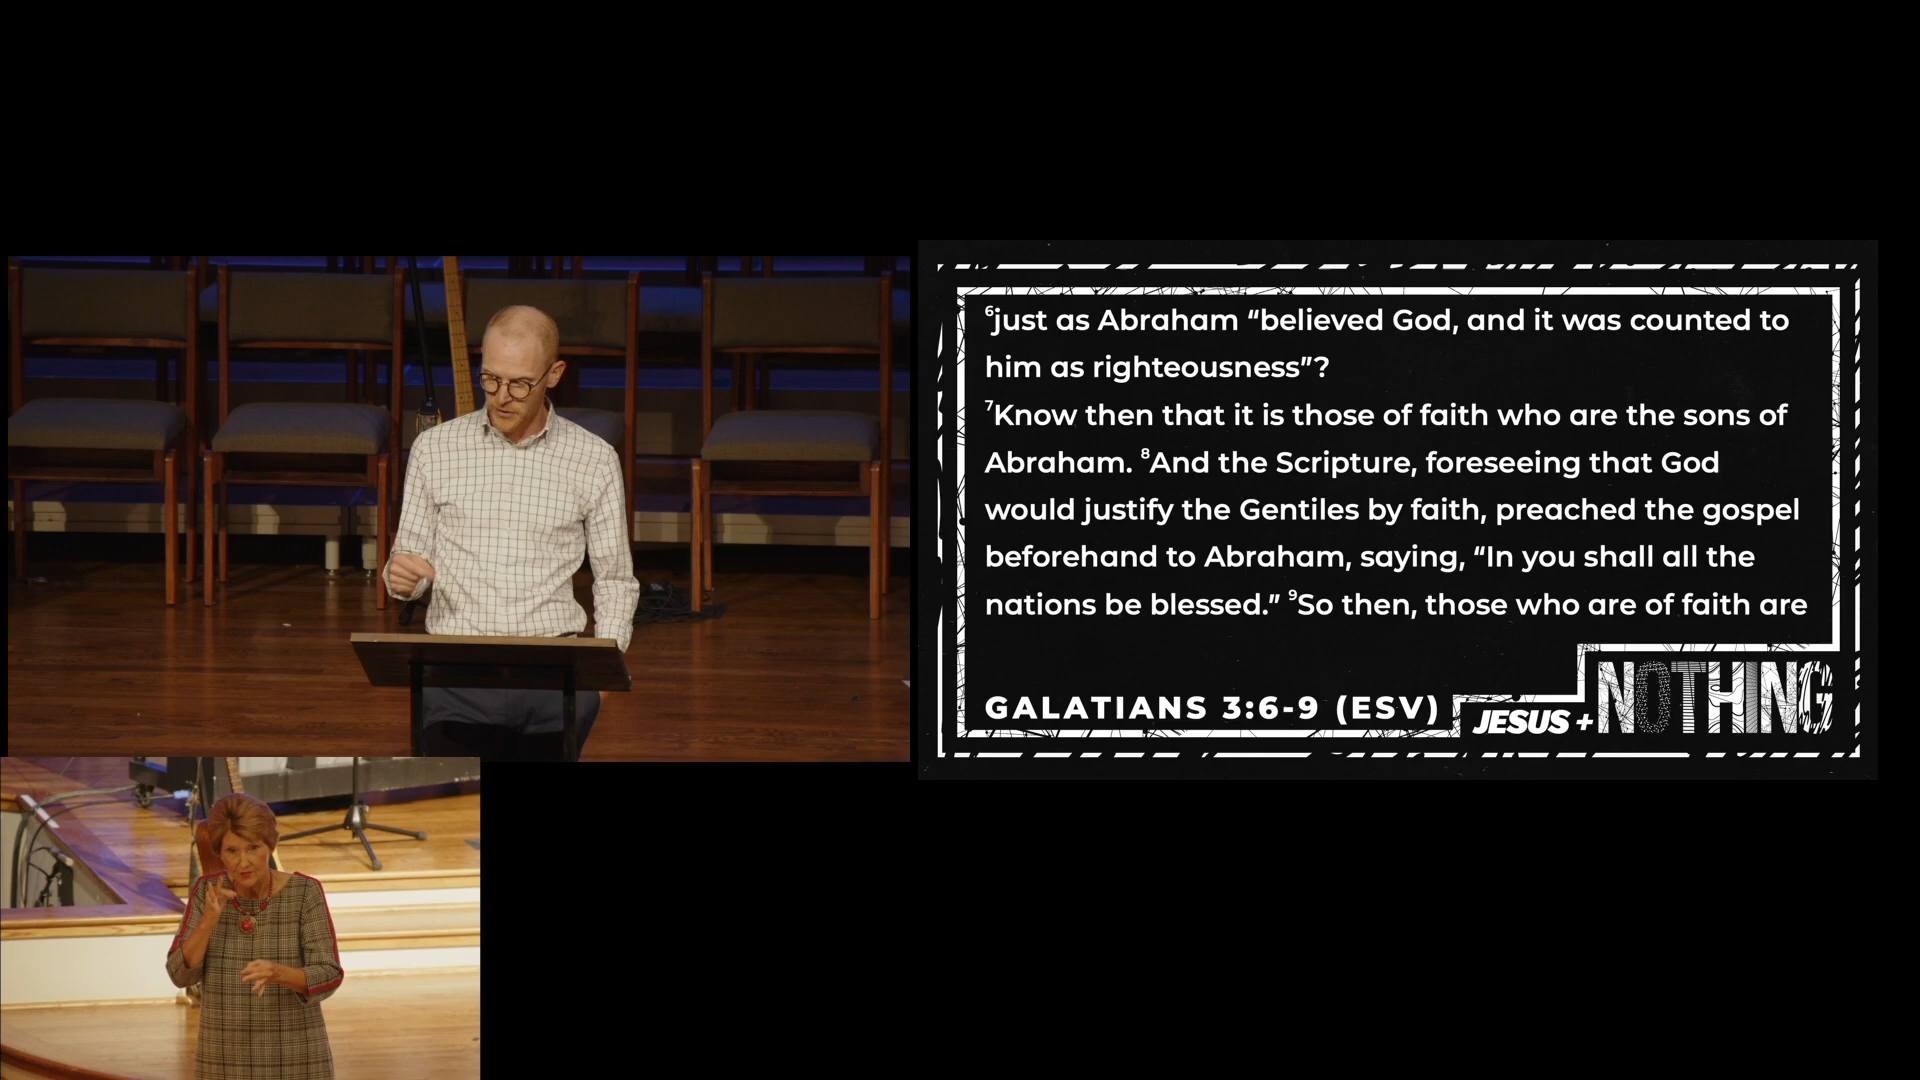 ⁶just as Abraham “believed God, and it was counted to
him as righteousness”?
⁷Know then that it is those of faith who are the sons of
Abraham. ⁸And the Scripture, foreseeing that God
would justify the Gentiles by faith, preached the gospel
beforehand to Abraham, saying, “In you shall all the
nations be blessed.” ⁹So then, those who are of faith are
GALATIANS 3:6-9 (ESV)
JESUS + NOTHING